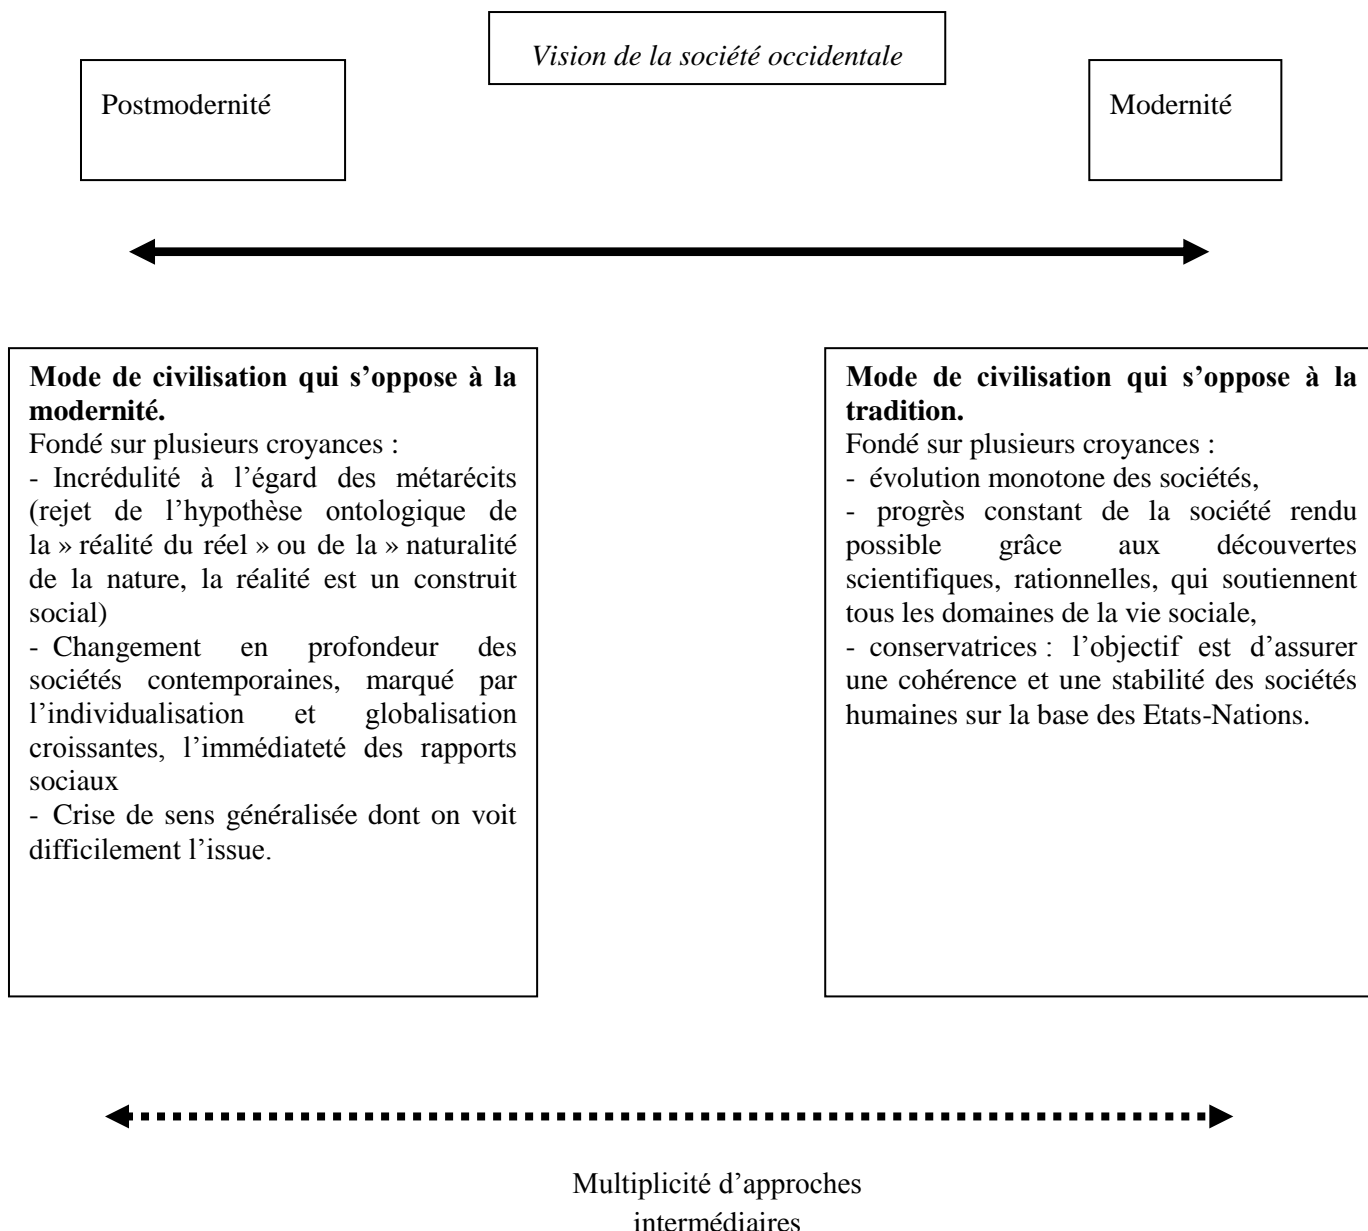 Vision de la société occidentale
Postmodernité
Modernité
Mode de civilisation qui s’oppose à la
modernité.
Fondé sur plusieurs croyances :
- Incrédulité à l’égard des métarécits
(rejet de l’hypothèse ontologique de
la » réalité du réel » ou de la » naturalité
de la nature, la réalité est un construit
social)
- Changement en profondeur des
sociétés contemporaines, marqué par
l’individualisation et globalisation
croissantes, l’immédiateté des rapports
sociaux
- Crise de sens généralisée dont on voit
difficilement l’issue.
Mode de civilisation qui s’oppose à la
tradition.
Fondé sur plusieurs croyances :
- évolution monotone des sociétés,
- progrès constant de la société rendu
possible grâce aux découvertes
scientifiques, rationnelles, qui soutiennent
tous les domaines de la vie sociale,
- conservatrices : l’objectif est d’assurer
une cohérence et une stabilité des sociétés
humaines sur la base des Etats-Nations.
Multiplicité d’approches
intermédiaires